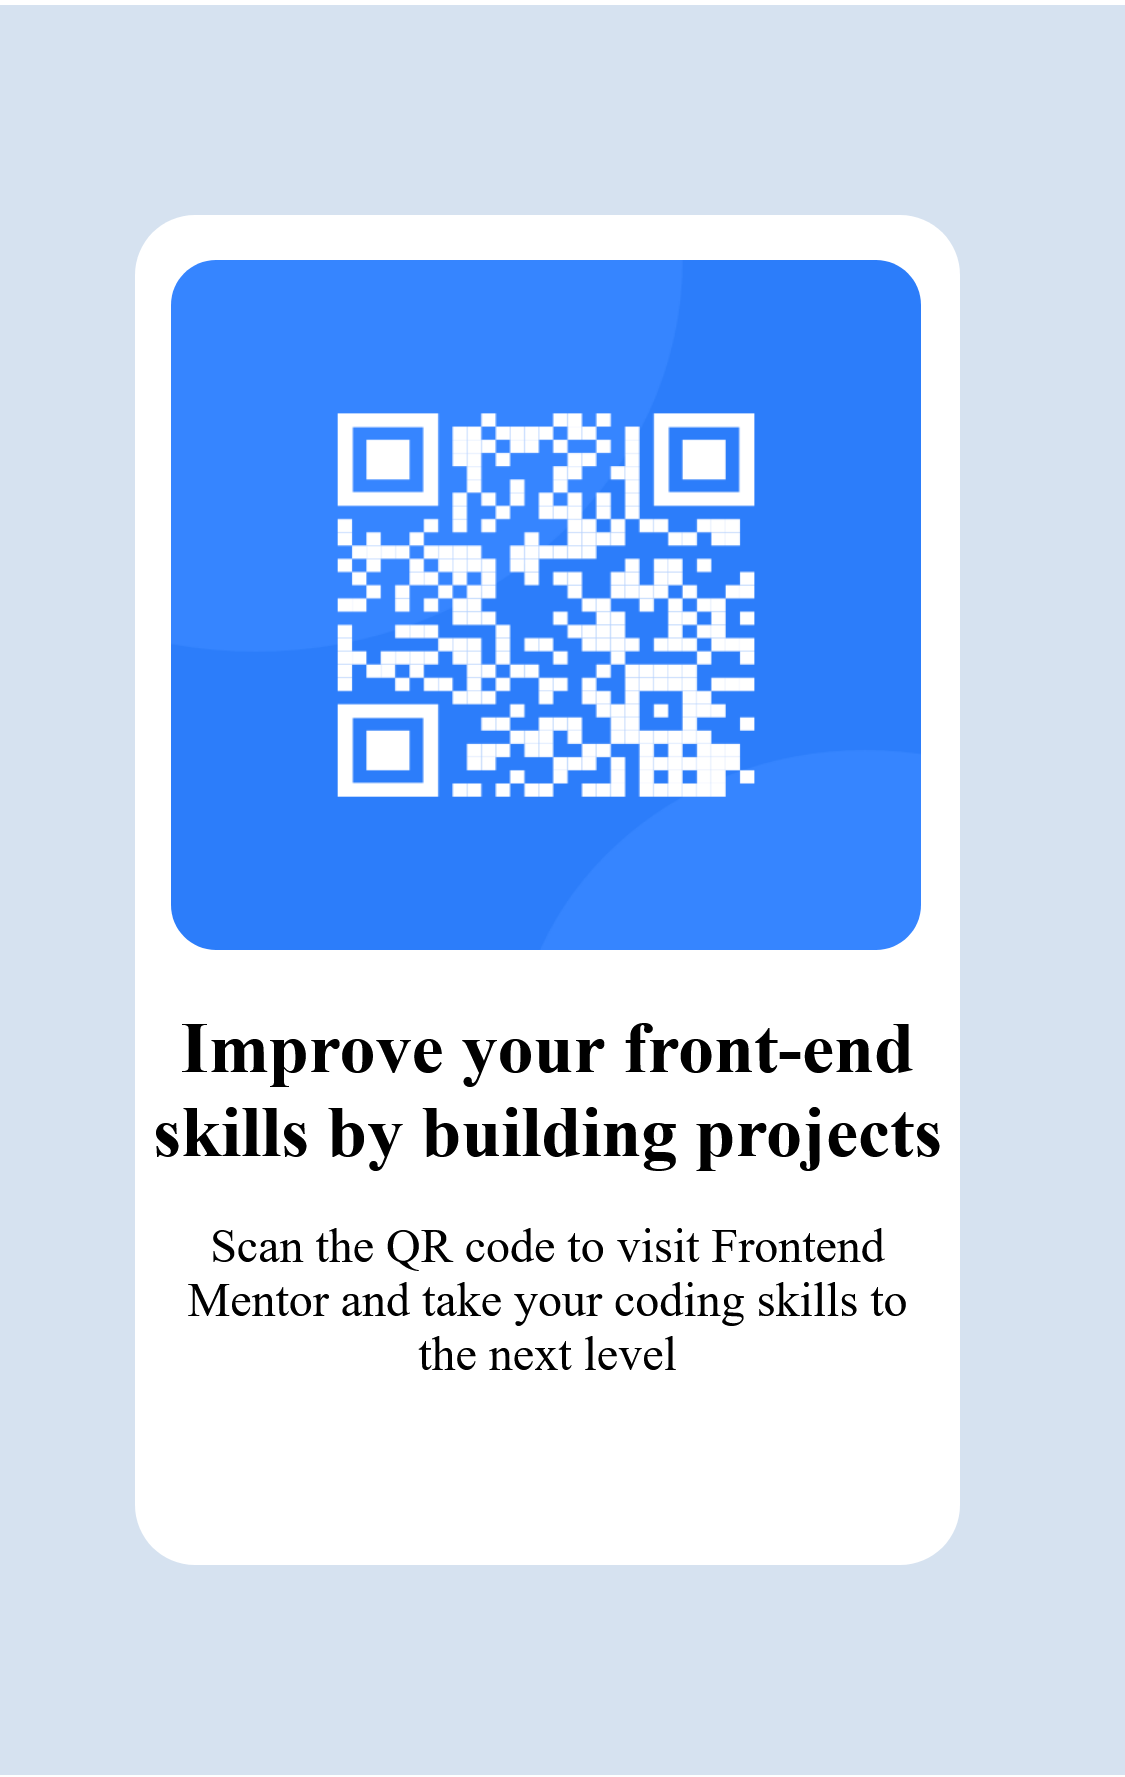 Improve your front-end
skills by building projects
Scan the QR code to visit Frontend
Mentor and take your coding skills to
the next level